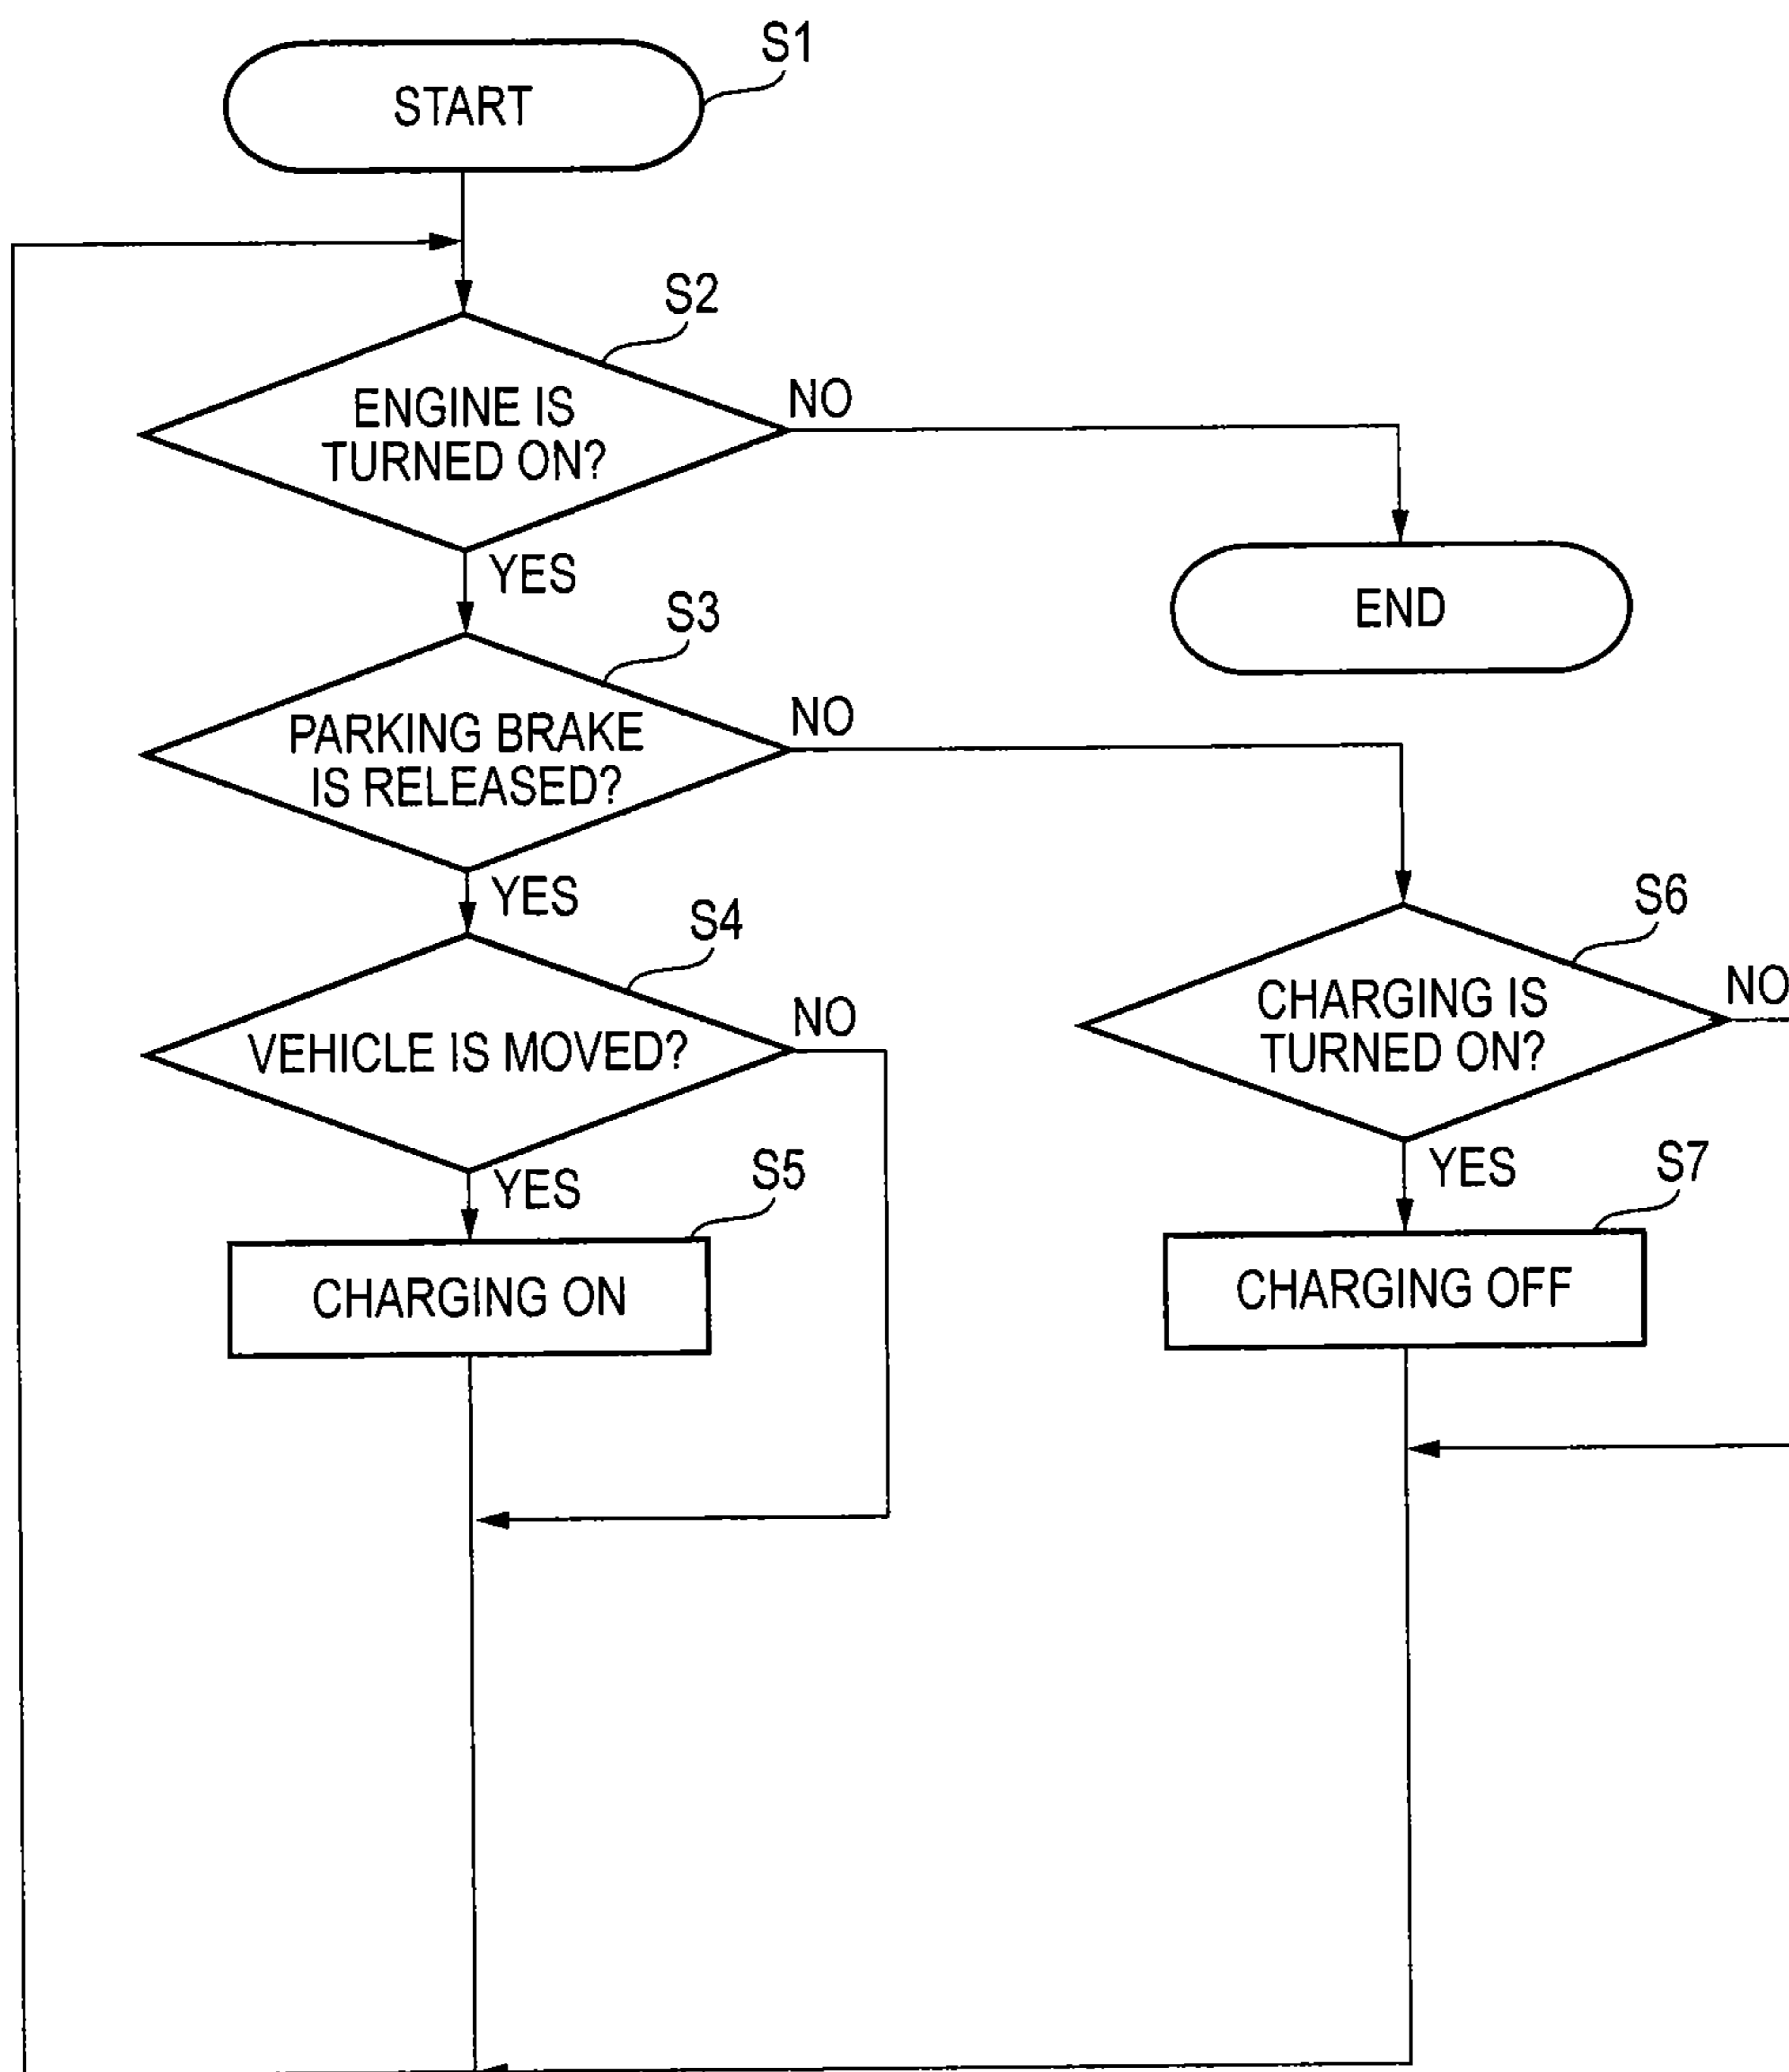 S1
START
S2
ENGINE IS
TURNED ON?
NO
YES
END
S3
PARKING BRAKE
IS RELEASED?
NO
YES
S4
VEHICLE IS MOVED?
NO
YES
S6
CHARGING IS
TURNED ON?
NO
YES
S5
CHARGING ON
S7
CHARGING OFF